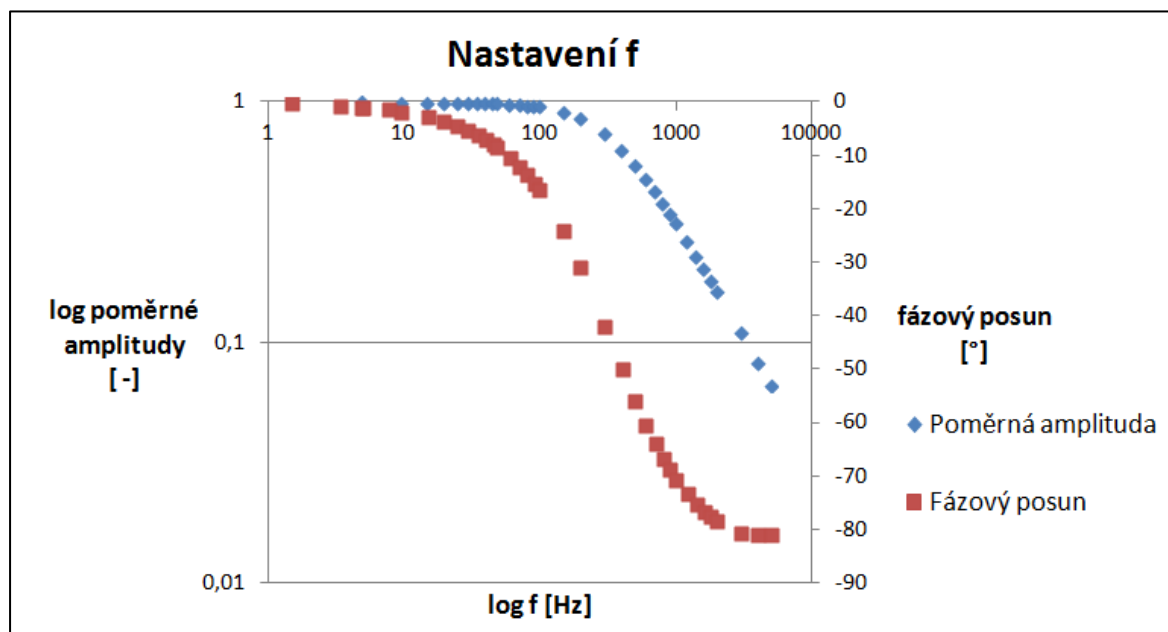 Nastavení f
1
0,1
0,01
1
10
100
1000
10000
0
-10
-20
-30
-40
-50
-60
-70
-80
-90
log poměrné
amplitudy
[ -]
log f [Hz]
fázový posun
[°]
Poměrná amplituda
Fázový posun